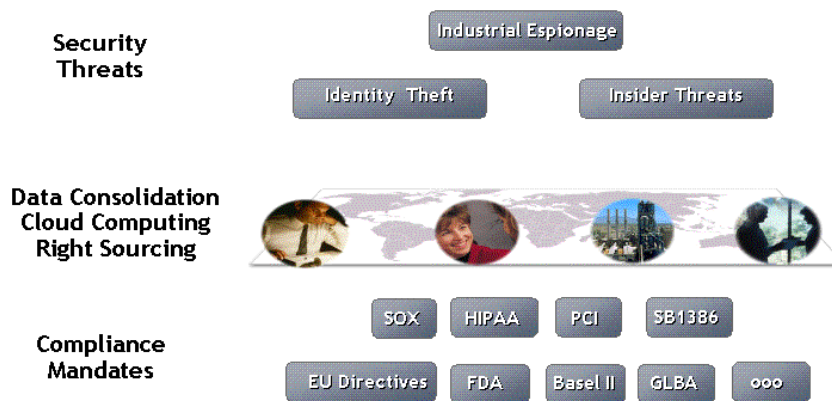 Security
Threats
Industrial Espionage
Identity Theft
Insider Threats
Data Consolidation
Cloud Computing
Right Sourcing
Compliance
Mandates
SOX
HIPAA
PCI
SB1386
EU Directives
FDA
Basel II
GLBA
ooo